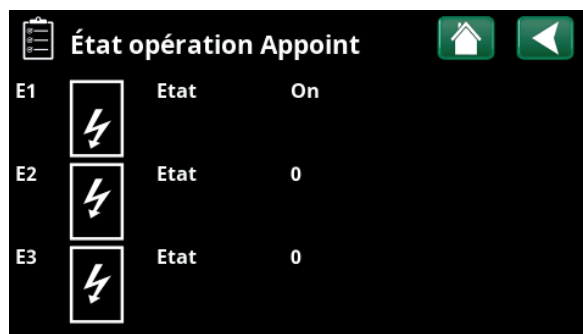 État opération Appoint
E1 Etat On
E2 Etat 0
E3 Etat 0